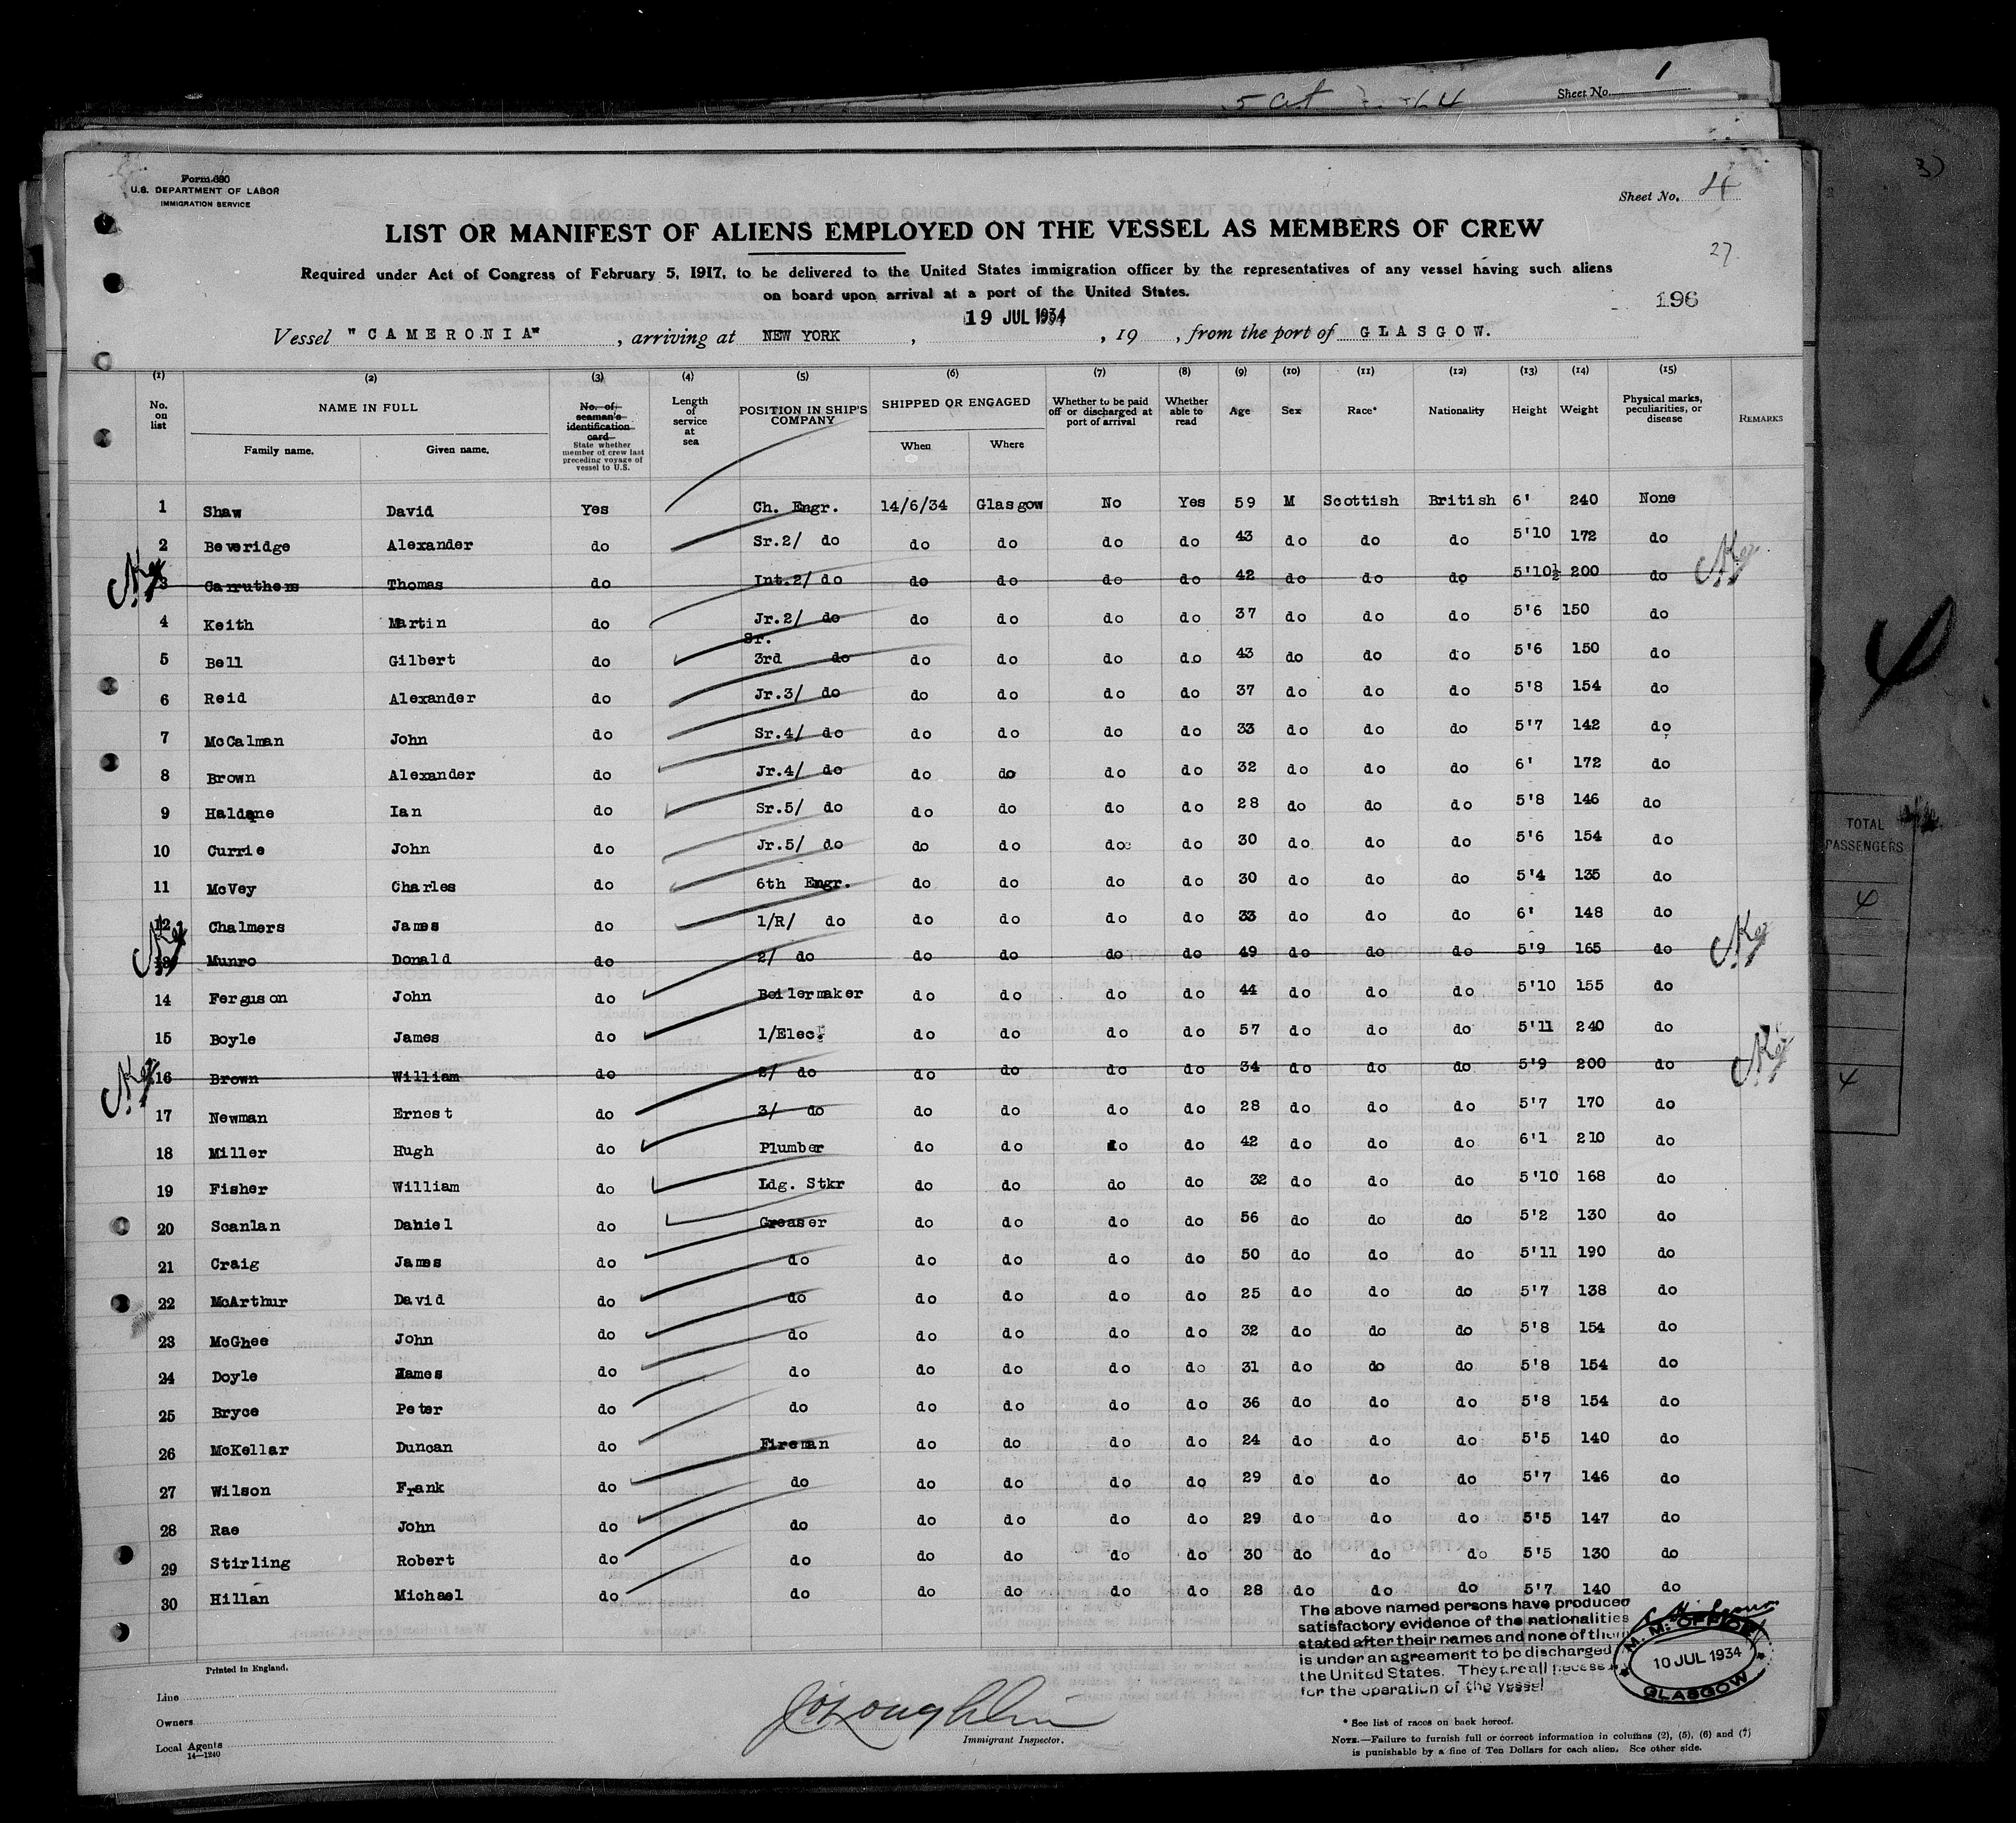 Sheet No. 1
Form 680
U.S. DEPARTMENT OF LABOR
IMMIGRATION SERVICE
Sheet No. 4
LIST OR MANIFEST OF ALIENS EMPLOYED ON THE VESSEL AS MEMBERS OF CREW
27
Required under Act of Congress of February 5, 1917, to be delivered to the United States immigration officer by the representatives of any vessel having such aliens
on board upon arrival at a port of the United States.
196
19 JUL 1934
Vessel "CAMERONIA" , arriving at NEW YORK , , 19 , from the port of GLASGOW.
(1) (2) (3) (4) (5) (6) (7) (8) (9) (10) (11) (12) (13) (14) (15)
No. on list NAME IN FULL Family name. Given name. No. of seaman's identification card State whether member of crew last preceding voyage of vessel to U.S. Length of service at sea POSITION IN SHIP'S COMPANY SHIPPED OR ENGAGED When Where Whether to be paid off or discharged at port of arrival Whether able to read Age Sex Race* Nationality Height Weight Physical marks, peculiarities, or disease REMARKS
1 Shaw David Yes Ch. Engr. 14/6/34 Glasgow No Yes 59 M Scottish British 6' 240 None
2 Beveridge Alexander do Sr.2/ do do do do do 43 do do do 5'10 172 do
3 Carruthers Thomas do Int.2/ do do do do do 42 do do do 5'10½ 200 do
4 Keith Martin do Jr.2/ do do do do do 37 do do do 5'6 150 do
5 Bell Gilbert do Sr. 3rd do do do do do 43 do do do 5'6 150 do
6 Reid Alexander do Jr.3/ do do do do do 37 do do do 5'8 154 do
7 McCalman John do Sr.4/ do do do do do 33 do do do 5'7 142 do
8 Brown Alexander do Jr.4/ do do do do do 32 do do do 6' 172 do
9 Haldane Ian do Sr.5/ do do do do do 28 do do do 5'8 146 do
10 Currie John do Jr.5/ do do do do do 30 do do do 5'6 154 do
11 McVey Charles do 6th Engr. do do do do 30 do do do 5'4 135 do
12 Chalmers James do 1/R/ do do do do do 33 do do do 6' 148 do
13 Munro Donald do 2/ do do do do do 49 do do do 5'9 165 do
14 Ferguson John do Boilermaker do do do do 44 do do do 5'10 155 do
15 Boyle James do 1/Elec. do do do do 57 do do do 5'11 240 do
16 Brown William do 2/ do do do do do 34 do do do 5'9 200 do
17 Newman Ernest do 3/ do do do do do 28 do do do 5'7 170 do
18 Miller Hugh do Plumber do do do do 42 do do do 6'1 210 do
19 Fisher William do Ldg. Stkr do do do do 32 do do do 5'10 168 do
20 Scanlan Daniel do Greaser do do do do 56 do do do 5'2 130 do
21 Craig James do do do do do do 50 do do do 5'11 190 do
22 McArthur David do do do do do do 25 do do do 5'7 138 do
23 McGhee John do do do do do do 32 do do do 5'8 154 do
24 Doyle James do do do do do do 31 do do do 5'8 154 do
25 Bryce Peter do do do do do do 36 do do do 5'8 154 do
26 McKellar Duncan do Fireman do do do do 24 do do do 5'5 140 do
27 Wilson Frank do do do do do do 29 do do do 5'7 146 do
28 Rae John do do do do do do 29 do do do 5'5 147 do
29 Stirling Robert do do do do do do 30 do do do 5'5 130 do
30 Hillan Michael do do do do do do 28 do do do 5'7 140 do
The above named persons have produced
satisfactory evidence of the nationalities
stated after their names and none of them
is under an agreement to be discharged
the United States. They are all necess
for the operation of the vessel
M. M. OFFICE
10 JUL 1934
GLASGOW
Printed in England.
Line
Owners
Local Agents
14—1240
Immigrant Inspector.
* See list of races on back hereof.
NOTE.—Failure to furnish full or correct information in columns (2), (5), (6) and (7)
is punishable by a fine of Ten Dollars for each alien. See other side.
TOTAL
PASSENGERS
4
4